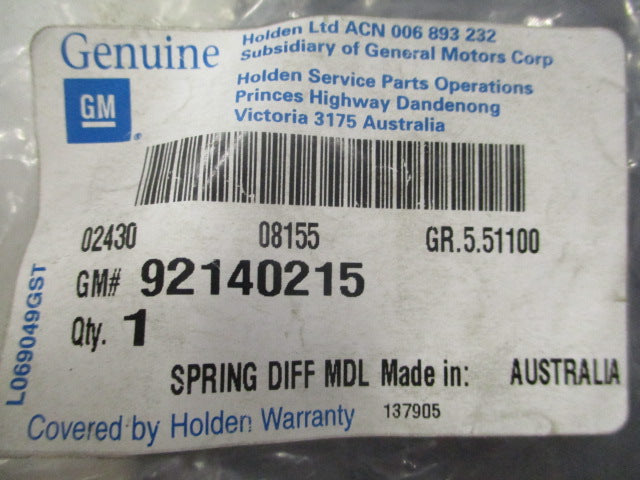 Genuine
GM
Holden Ltd ACN 006 893 232
Subsidiary of General Motors Corp
Holden Service Parts Operations
Princes Highway Dandenong
Victoria 3175 Australia
02430 08155 GR.5.51100
GM# 92140215
Qty. 1
SPRING DIFF MDL Made in: AUSTRALIA
Covered by Holden Warranty 137905
L069049GST